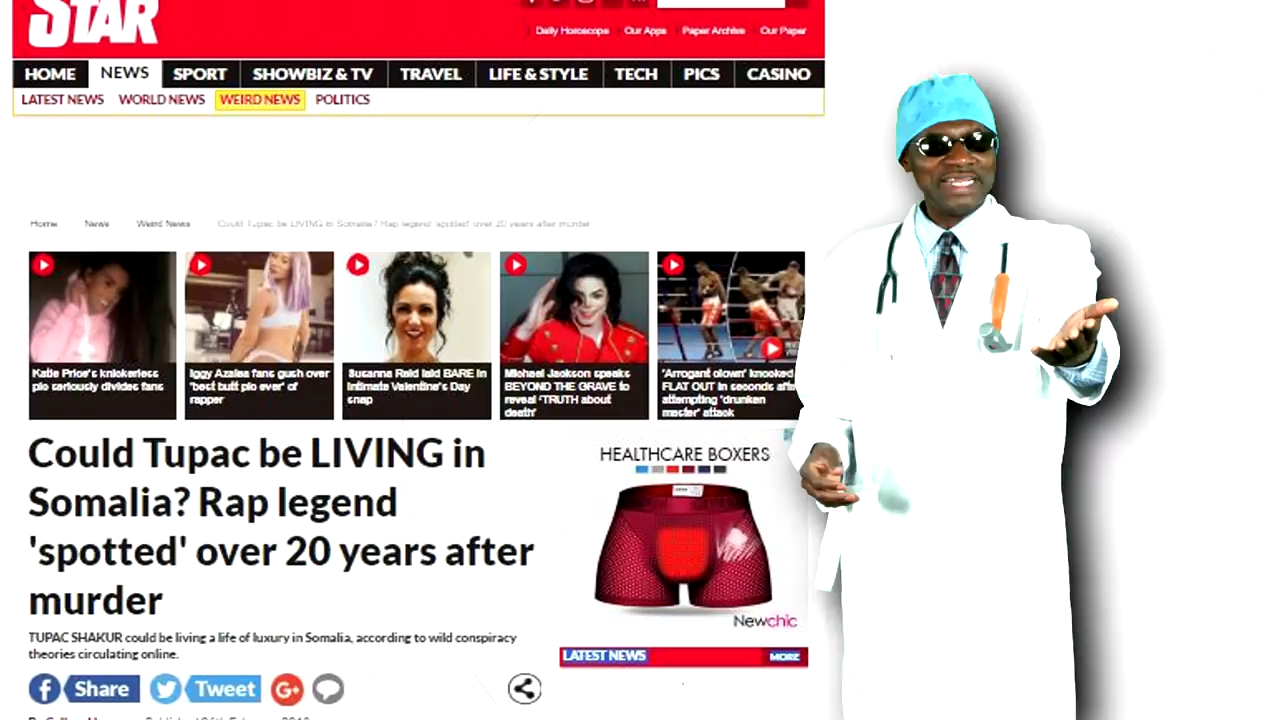 STAR
Daily Horoscope Our Apps Paper Archive Our Paper
HOME NEWS SPORT SHOWBIZ & TV TRAVEL LIFE & STYLE TECH PICS CASINO
LATEST NEWS WORLD NEWS WEIRD NEWS POLITICS
Home News Weird News Could Tupac be LIVING in Somalia? Rap legend 'spotted' over 20 years after murder
Katie Price's knickerless
pic seriously divides fans
Iggy Azalea fans gush over
'best butt pic ever' of
rapper
Susanna Reid laid BARE in
intimate Valentine's Day
snap
Michael Jackson speaks
BEYOND THE GRAVE to
reveal 'TRUTH about
death'
'Arrogant clown' knocked
FLAT OUT in seconds after
attempting 'drunken
master' attack
Could Tupac be LIVING in
Somalia? Rap legend
'spotted' over 20 years after
murder
TUPAC SHAKUR could be living a life of luxury in Somalia, according to wild conspiracy
theories circulating online.
Share Tweet G+
HEALTHCARE BOXERS
Newchic
LATEST NEWS MORE